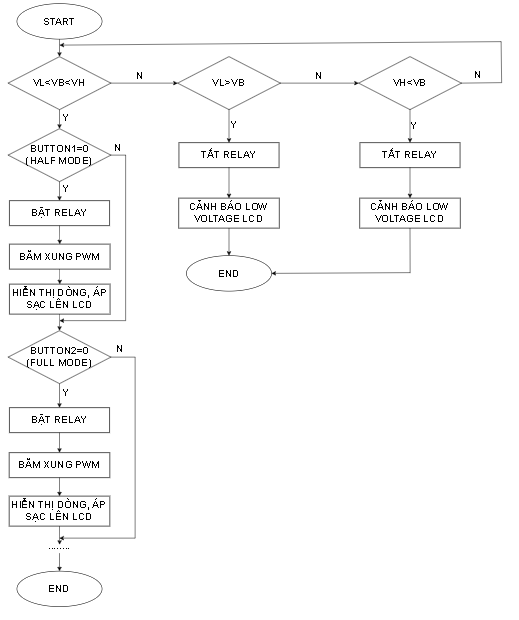 START
VL<VB<VH
N
VL>VB
N
VH<VB
N
Y
Y
Y
BUTTON1=0
(HALF MODE)
N
TẮT RELAY
TẮT RELAY
Y
BẬT RELAY
CẢNH BÁO LOW
VOLTAGE LCD
CẢNH BÁO LOW
VOLTAGE LCD
BĂM XUNG PWM
END
HIỂN THỊ DÒNG, ÁP
SẠC LÊN LCD
BUTTON2=0
(FULL MODE)
N
Y
BẬT RELAY
BĂM XUNG PWM
HIỂN THỊ DÒNG, ÁP
SẠC LÊN LCD
........
END